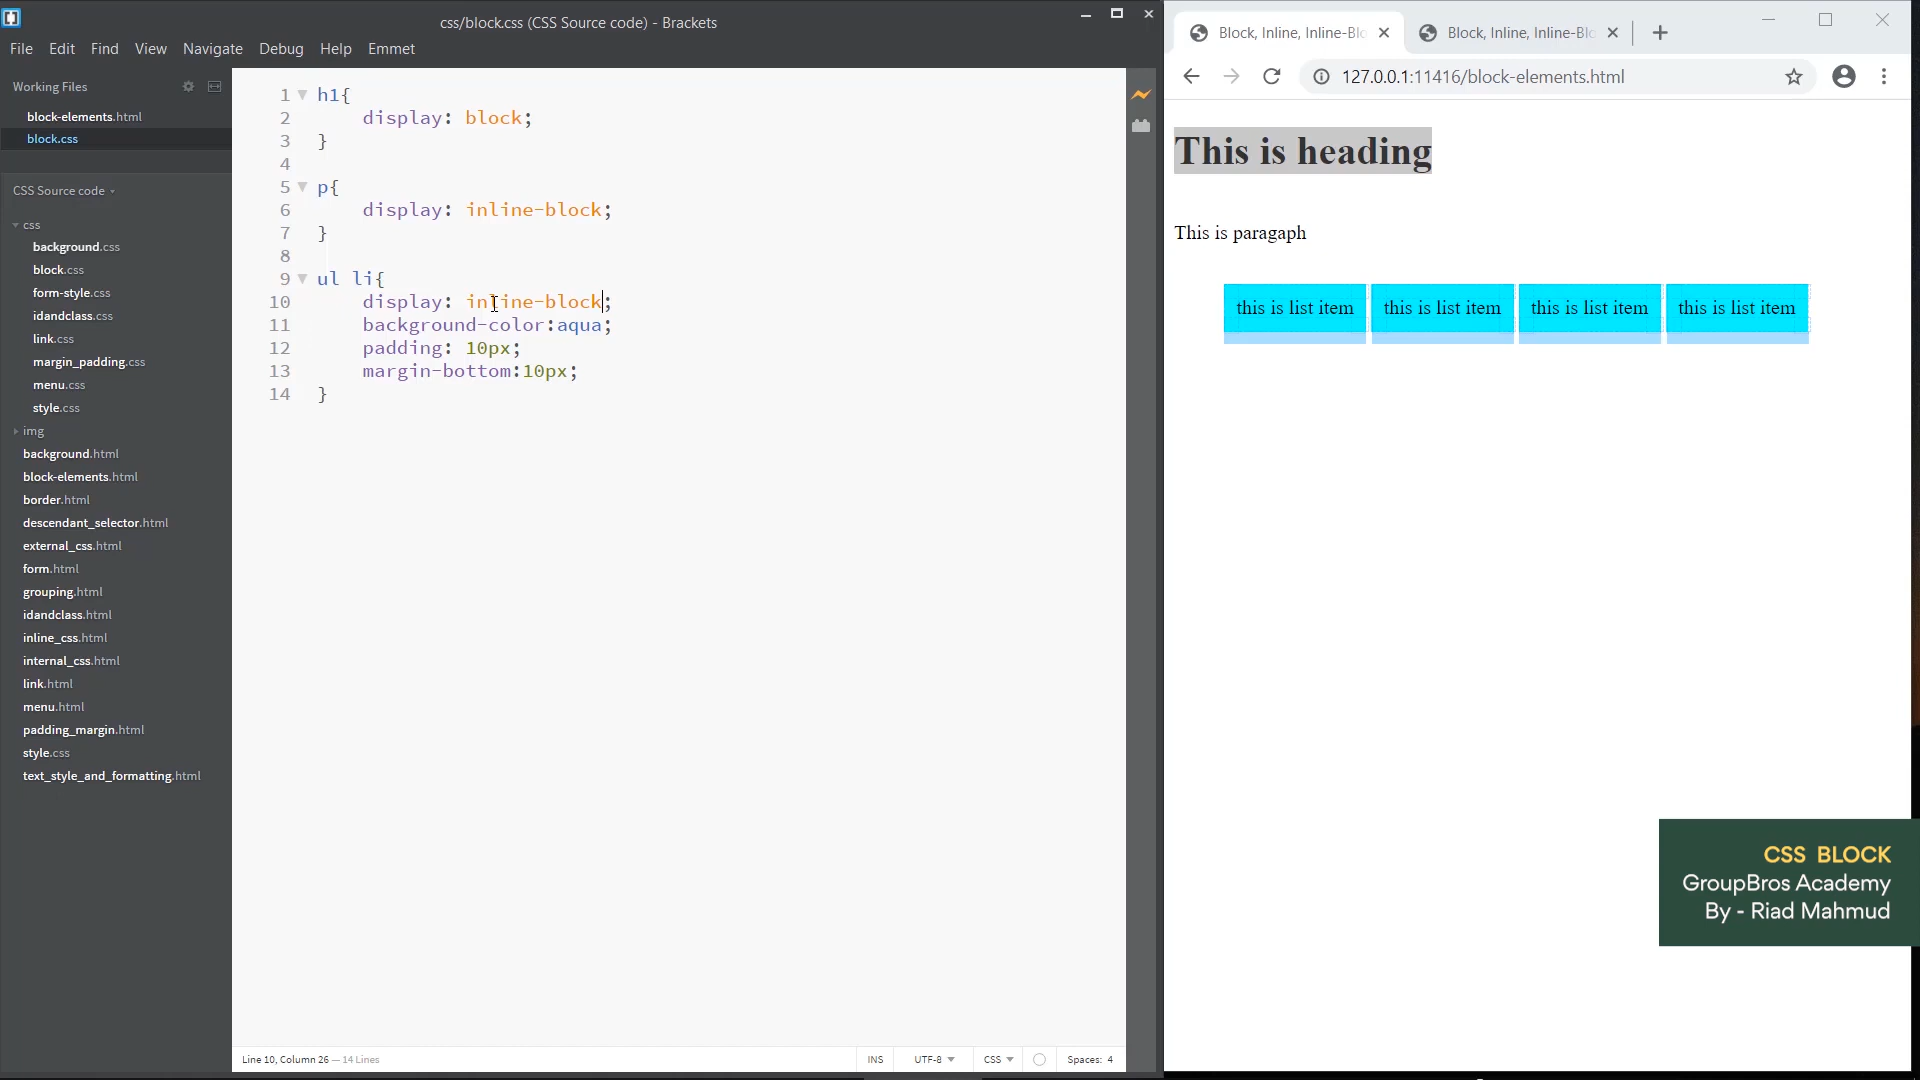 css/block.css (CSS Source code) - Brackets
File Edit Find View Navigate Debug Help Emmet
Working Files
block-elements.html
block.css
CSS Source code
css
background.css
block.css
form-style.css
idandclass.css
link.css
margin_padding.css
menu.css
style.css
img
background.html
block-elements.html
border.html
descendant_selector.html
external_css.html
form.html
grouping.html
idandclass.html
inline_css.html
internal_css.html
link.html
menu.html
padding_margin.html
style.css
text_style_and_formatting.html
1 h1{
2 display: block;
3 }
4
5 p{
6 display: inline-block;
7 }
8
9 ul li{
10 display: inline-block;
11 background-color:aqua;
12 padding: 10px;
13 margin-bottom:10px;
14 }
Line 10, Column 26 — 14 Lines
INS UTF-8 CSS Spaces: 4
Block, Inline, Inline-Blo Block, Inline, Inline-Blo
127.0.0.1:11416/block-elements.html
This is heading
This is paragaph
this is list item this is list item this is list item this is list item
CSS BLOCK
GroupBros Academy
By - Riad Mahmud